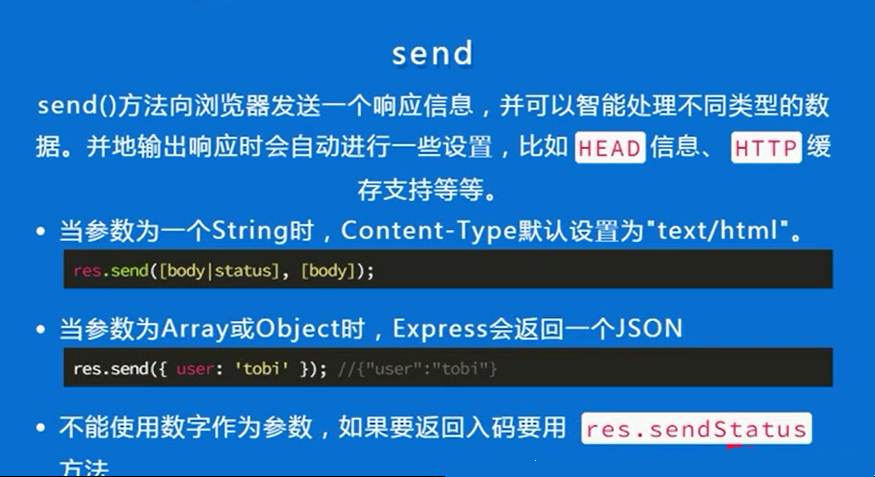 send
send()方法向浏览器发送一个响应信息，并可以智能处理不同类型的数
据。并地输出响应时会自动进行一些设置，比如 HEAD 信息、 HTTP 缓
存支持等等。
• 当参数为一个String时，Content-Type默认设置为"text/html"。
res.send([body|status], [body]);
• 当参数为Array或Object时，Express会返回一个JSON
res.send({ user: 'tobi' }); //{"user":"tobi"}
• 不能使用数字作为参数，如果要返回入码要用 res.sendStatus
方法